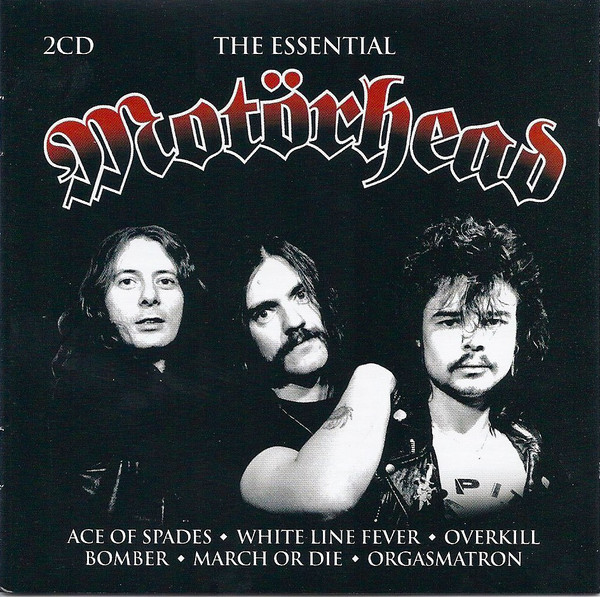 2CD THE ESSENTIAL
Motörhead
ACE OF SPADES • WHITE LINE FEVER • OVERKILL
BOMBER • MARCH OR DIE • ORGASMATRON